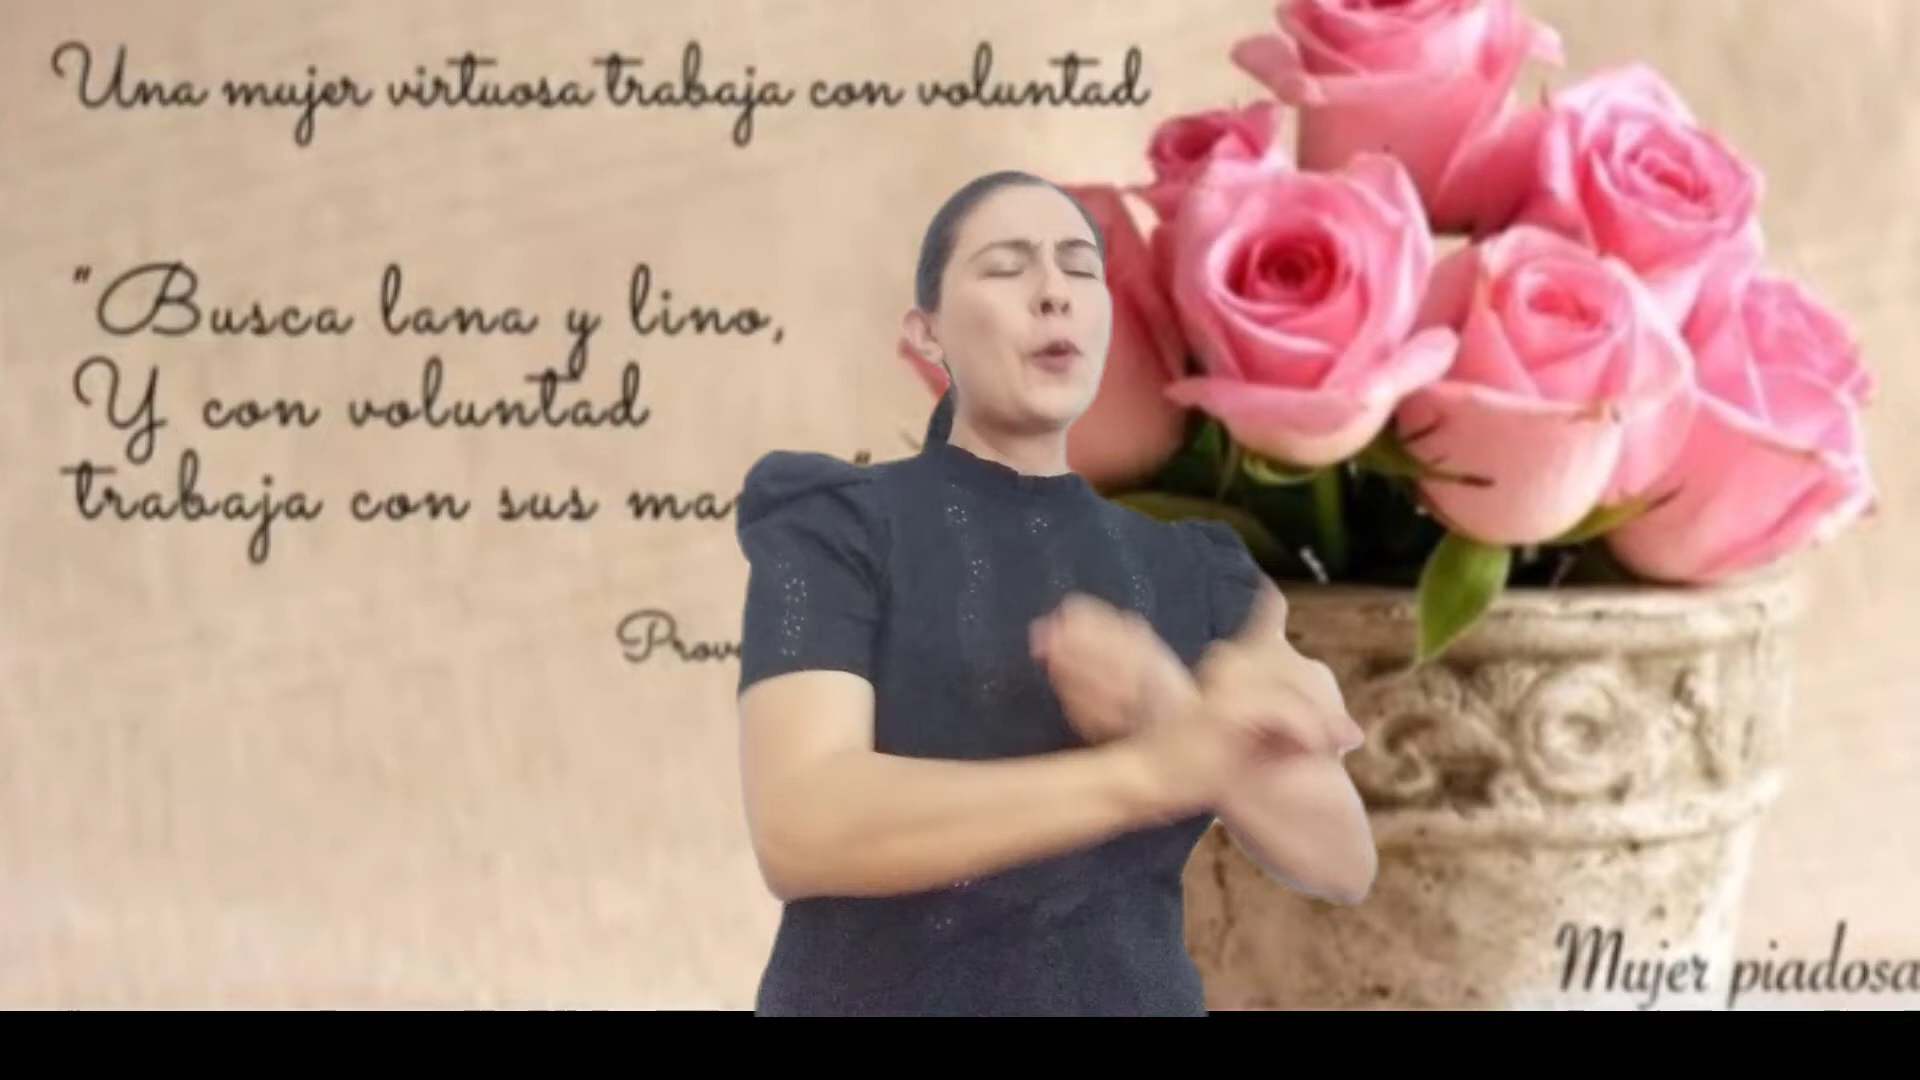 Una mujer virtuosa trabaja con voluntad
"Busca lana y lino,
Y con voluntad
trabaja con sus "
Mujer piadosa